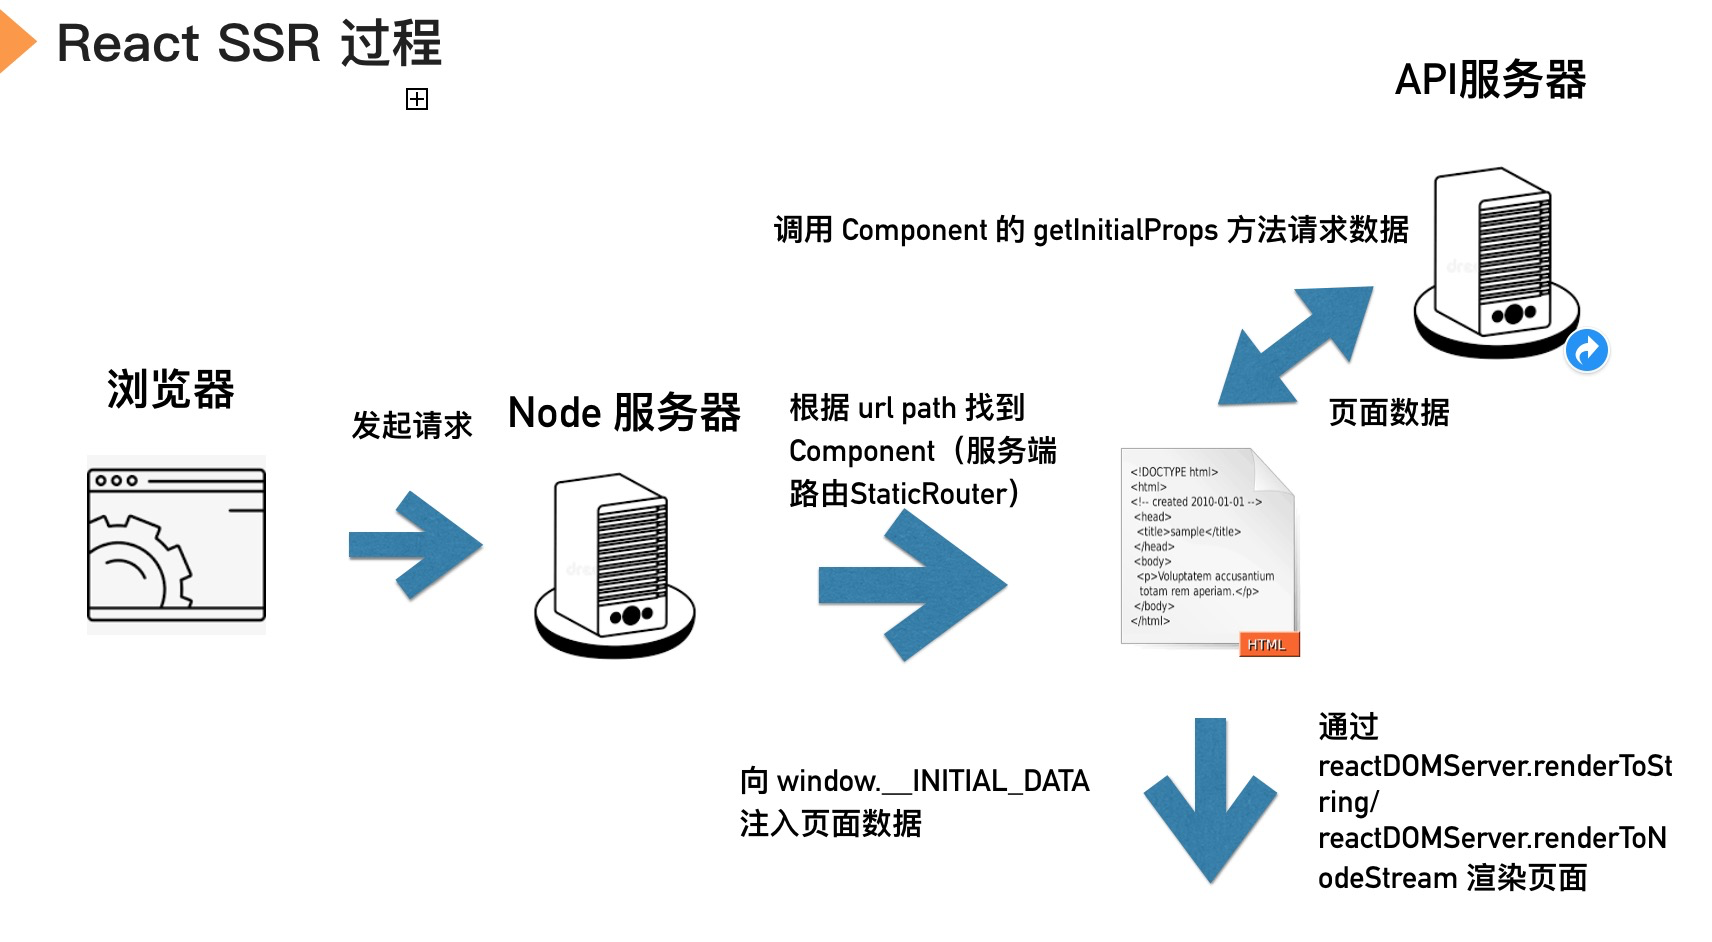 React SSR 过程
API服务器
调用 Component 的 getInitialProps 方法请求数据
浏览器
发起请求
Node 服务器
根据 url path 找到
Component（服务端
路由StaticRouter）
页面数据
<!DOCTYPE html>
<html>
<!-- created 2010-01-01 -->
<head>
<title>sample</title>
</head>
<body>
<p>Voluptatem accusantium
totam rem aperiam.</p>
</body>
</html>
HTML
向 window.__INITIAL_DATA
注入页面数据
通过
reactDOMServer.renderToSt
ring/
reactDOMServer.renderToN
odeStream 渲染页面